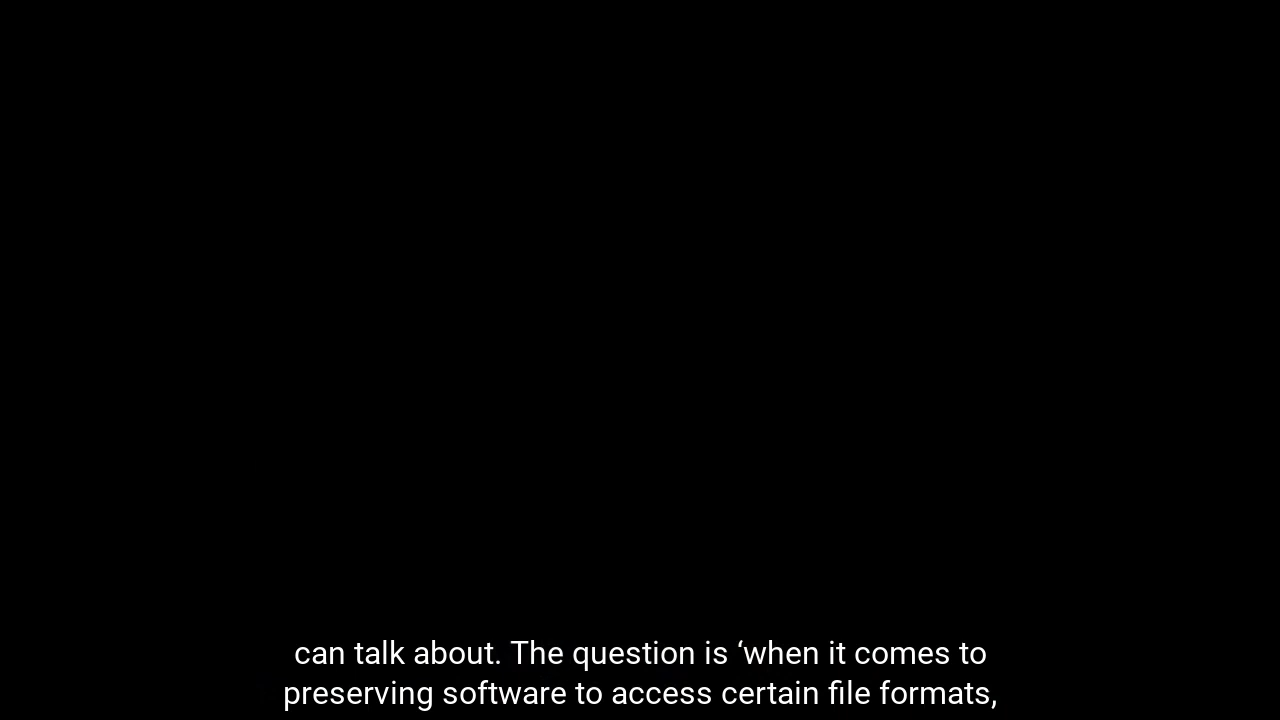 can talk about. The question is ‘when it comes to
preserving software to access certain file formats,